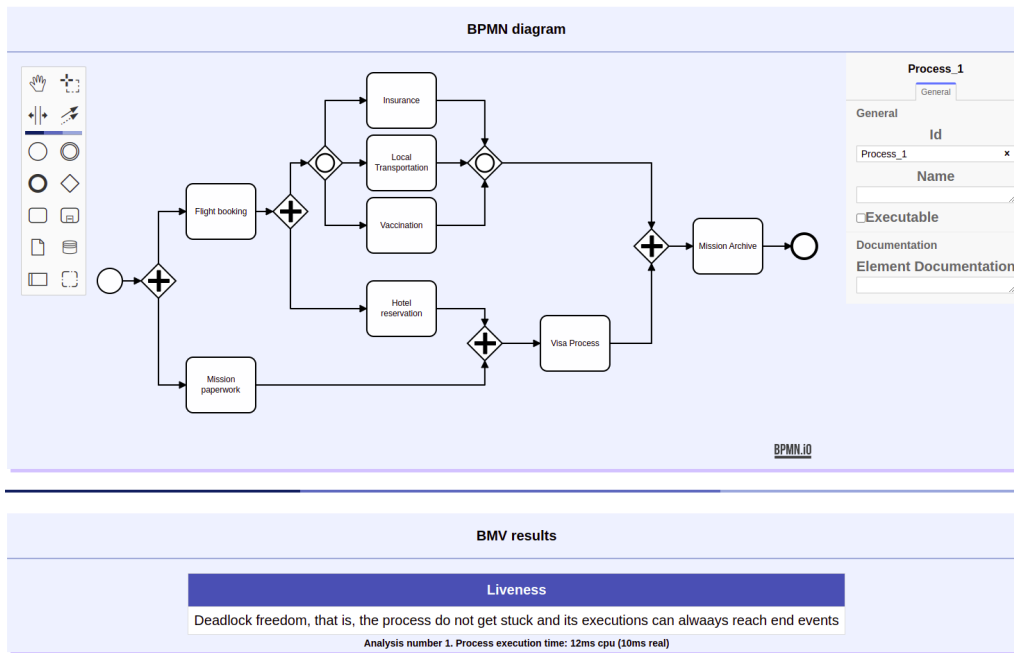 BPMN diagram
Insurance
Local
Transportation
Vaccination
Flight booking
Hotel
reservation
Mission
paperwork
Visa Process
Mission Archive
Process_1
General
General
Id
Process_1 ×
Name
Executable
Documentation
Element Documentation
BPMN.iO
BMV results
Liveness
Deadlock freedom, that is, the process do not get stuck and its executions can alwaays reach end events
Analysis number 1. Process execution time: 12ms cpu (10ms real)